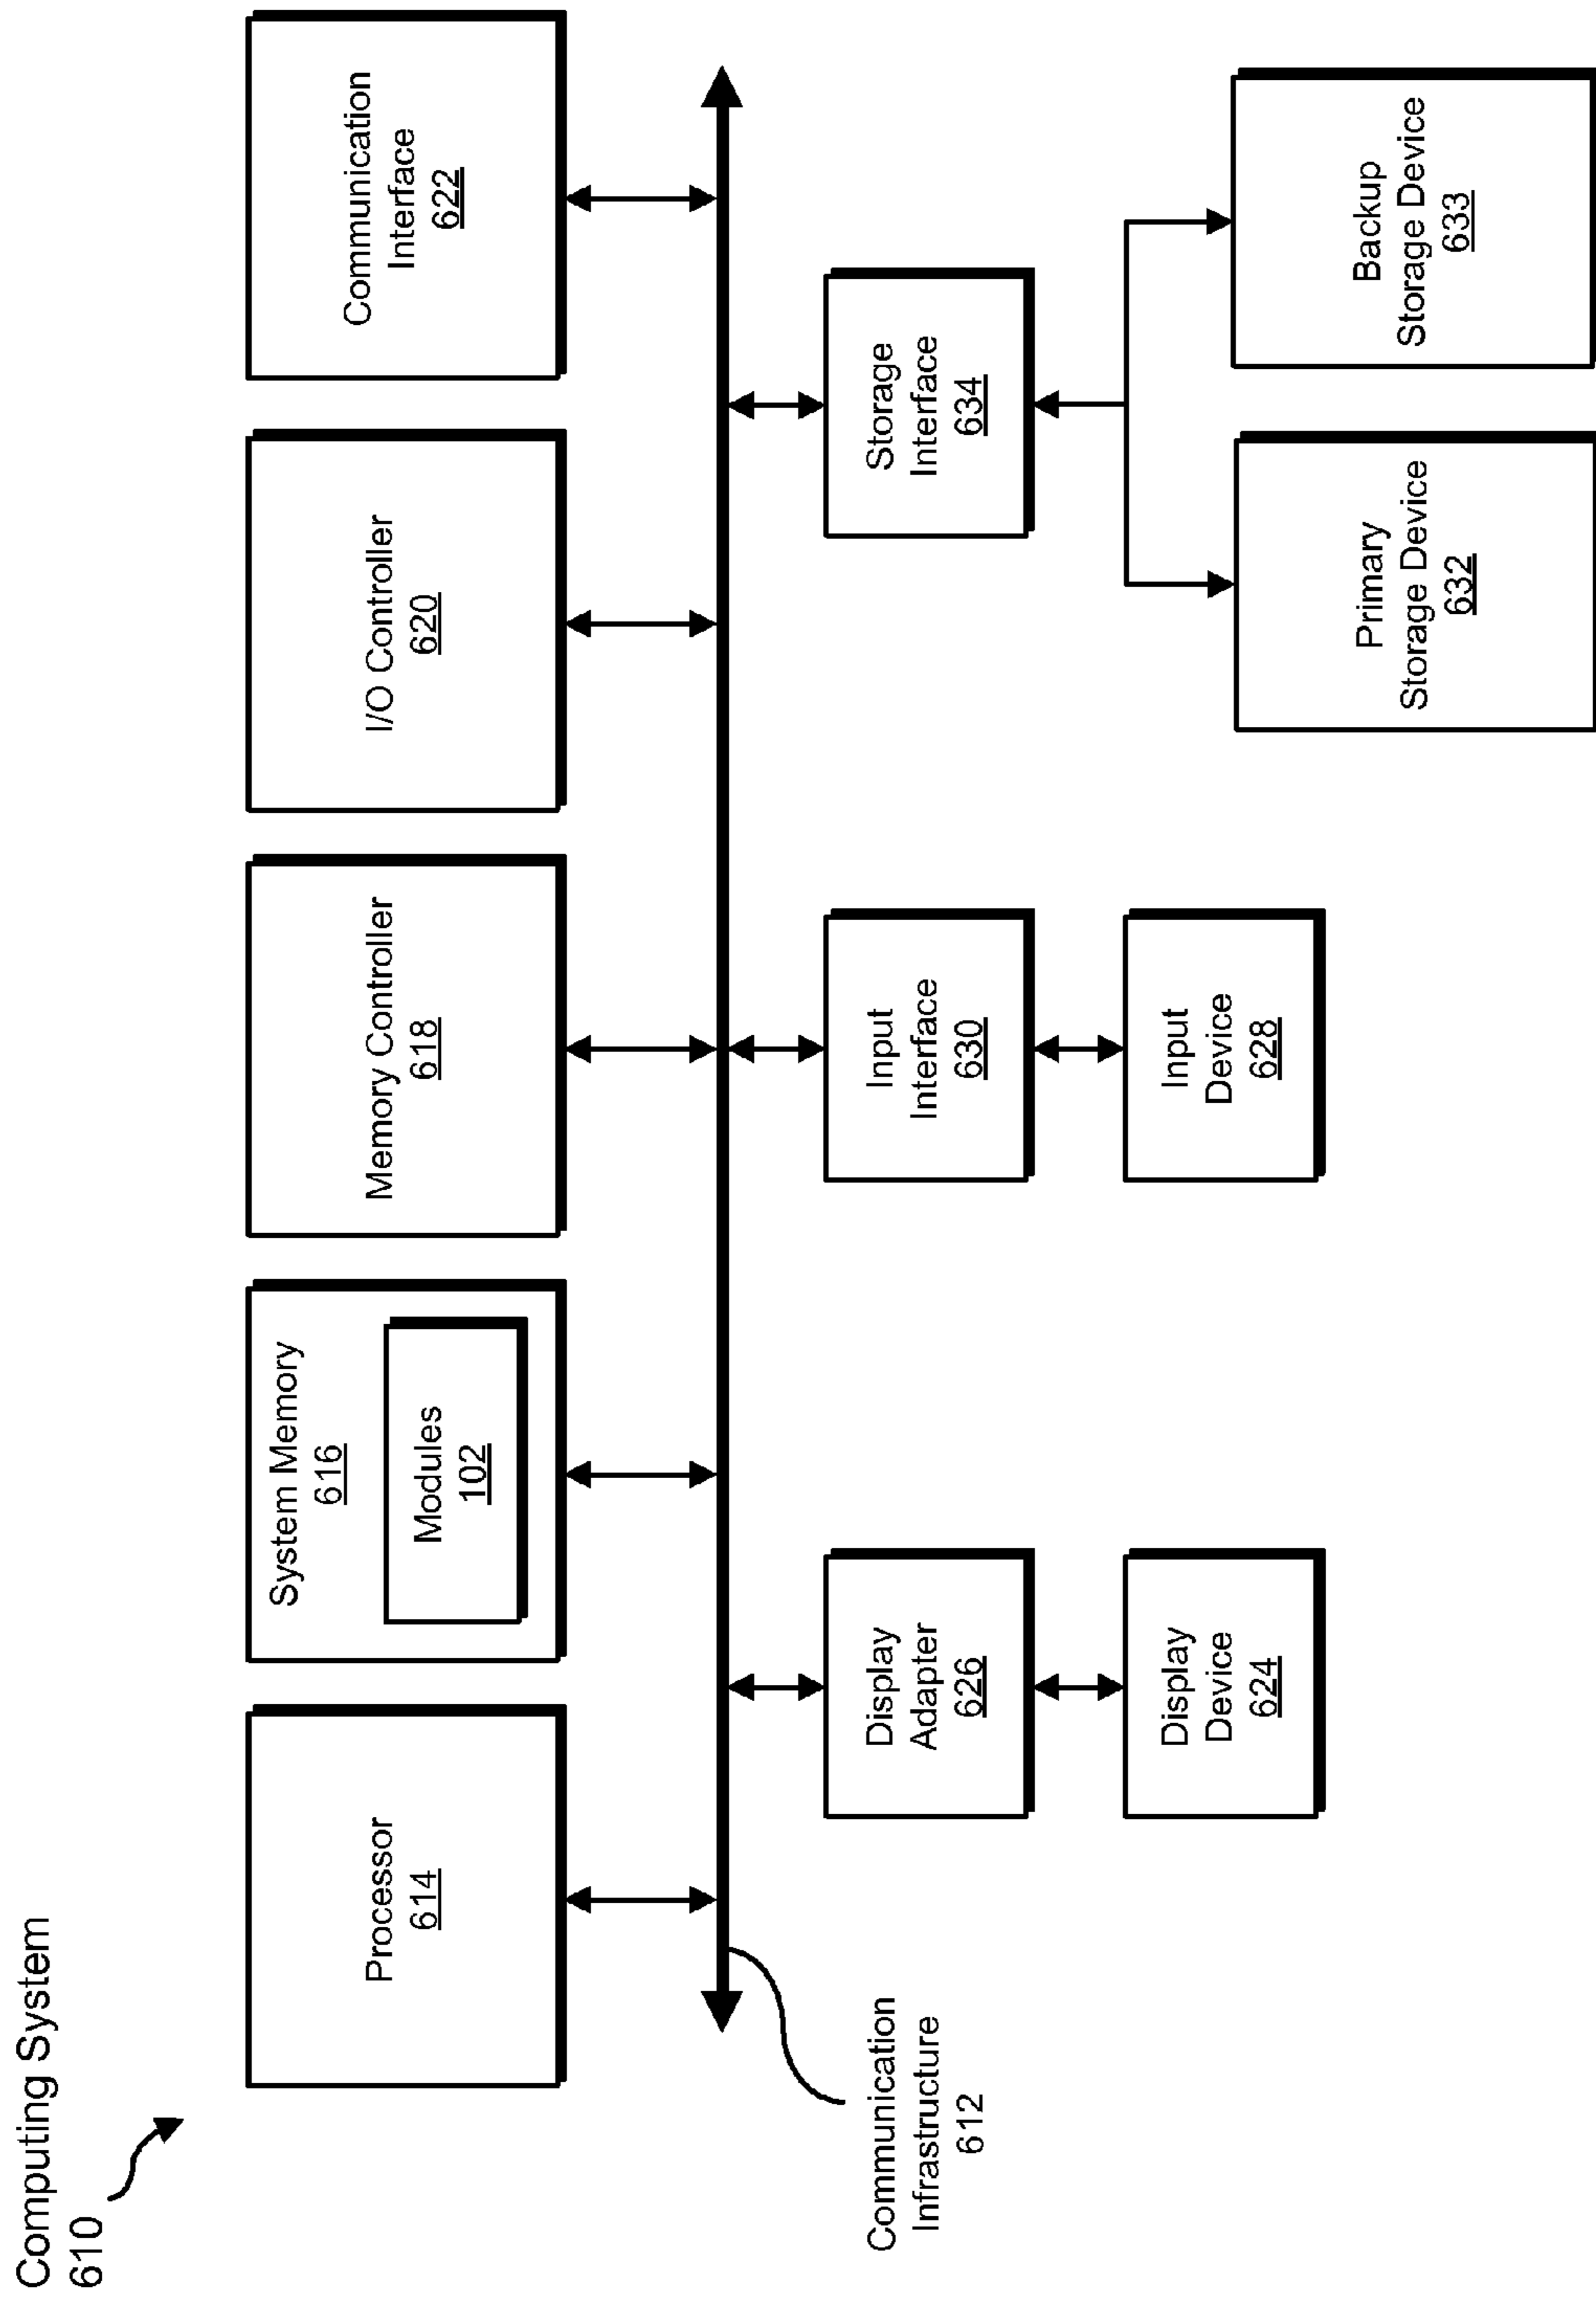 Computing System
610
Processor
614
System Memory
616
Modules
102
Memory Controller
618
I/O Controller
620
Communication
Interface
622
Communication
Infrastructure
612
Display
Adapter
626
Input
Interface
630
Storage
Interface
634
Display
Device
624
Input
Device
628
Primary
Storage Device
632
Backup
Storage Device
633